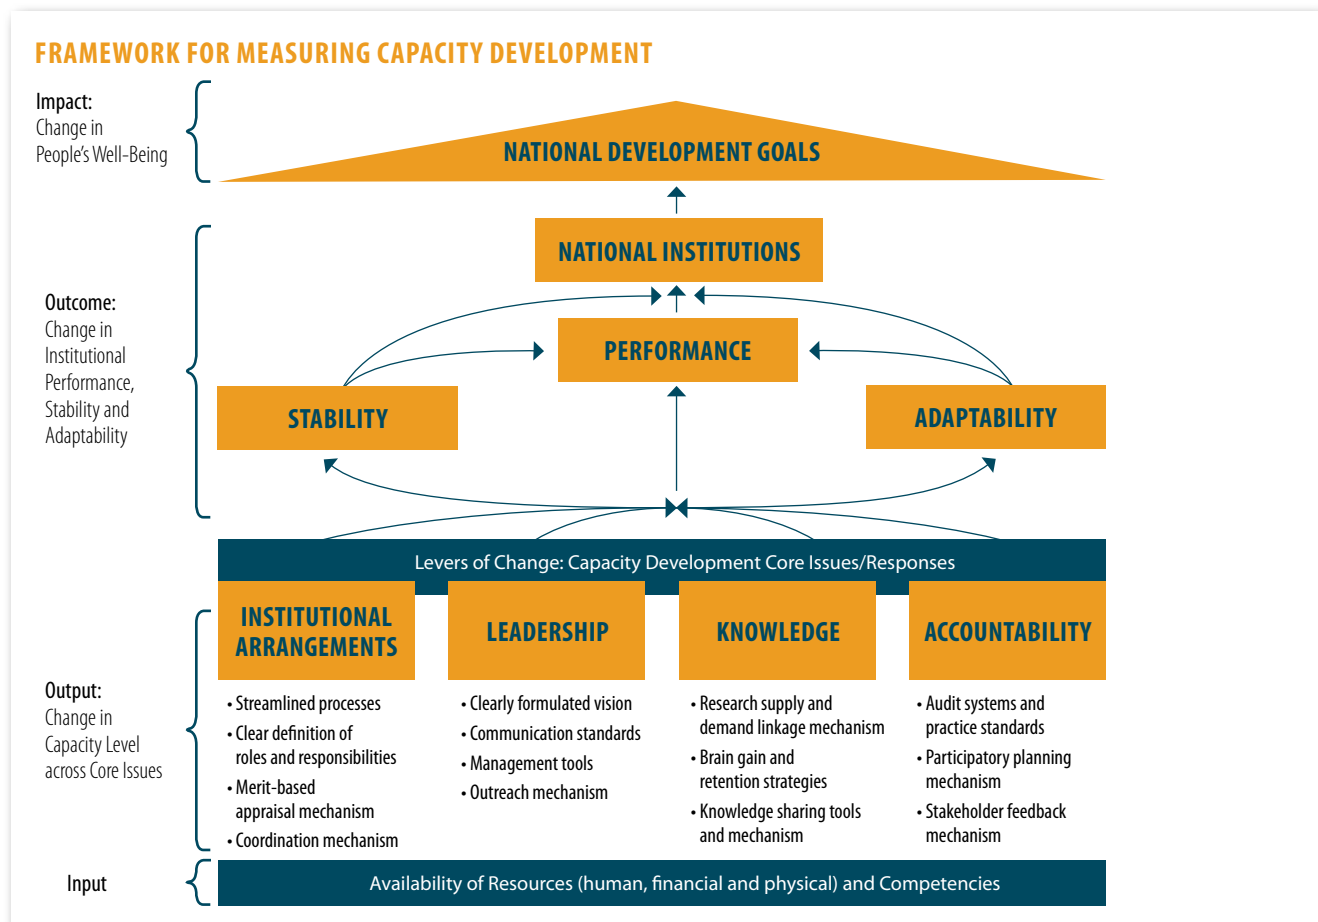 FRAMEWORK FOR MEASURING CAPACITY DEVELOPMENT
Impact:
Change in
People's Well-Being
NATIONAL DEVELOPMENT GOALS
NATIONAL INSTITUTIONS
Outcome:
Change in
Institutional
Performance,
Stability and
Adaptability
PERFORMANCE
STABILITY
ADAPTABILITY
Levers of Change: Capacity Development Core Issues/Responses
Output:
Change in
Capacity Level
across Core Issues
INSTITUTIONAL
ARRANGEMENTS
• Streamlined processes
• Clear definition of
roles and responsibilities
• Merit-based
appraisal mechanism
• Coordination mechanism
LEADERSHIP
• Clearly formulated vision
• Communication standards
• Management tools
• Outreach mechanism
KNOWLEDGE
• Research supply and
demand linkage mechanism
• Brain gain and
retention strategies
• Knowledge sharing tools
and mechanism
ACCOUNTABILITY
• Audit systems and
practice standards
• Participatory planning
mechanism
• Stakeholder feedback
mechanism
Input
Availability of Resources (human, financial and physical) and Competencies